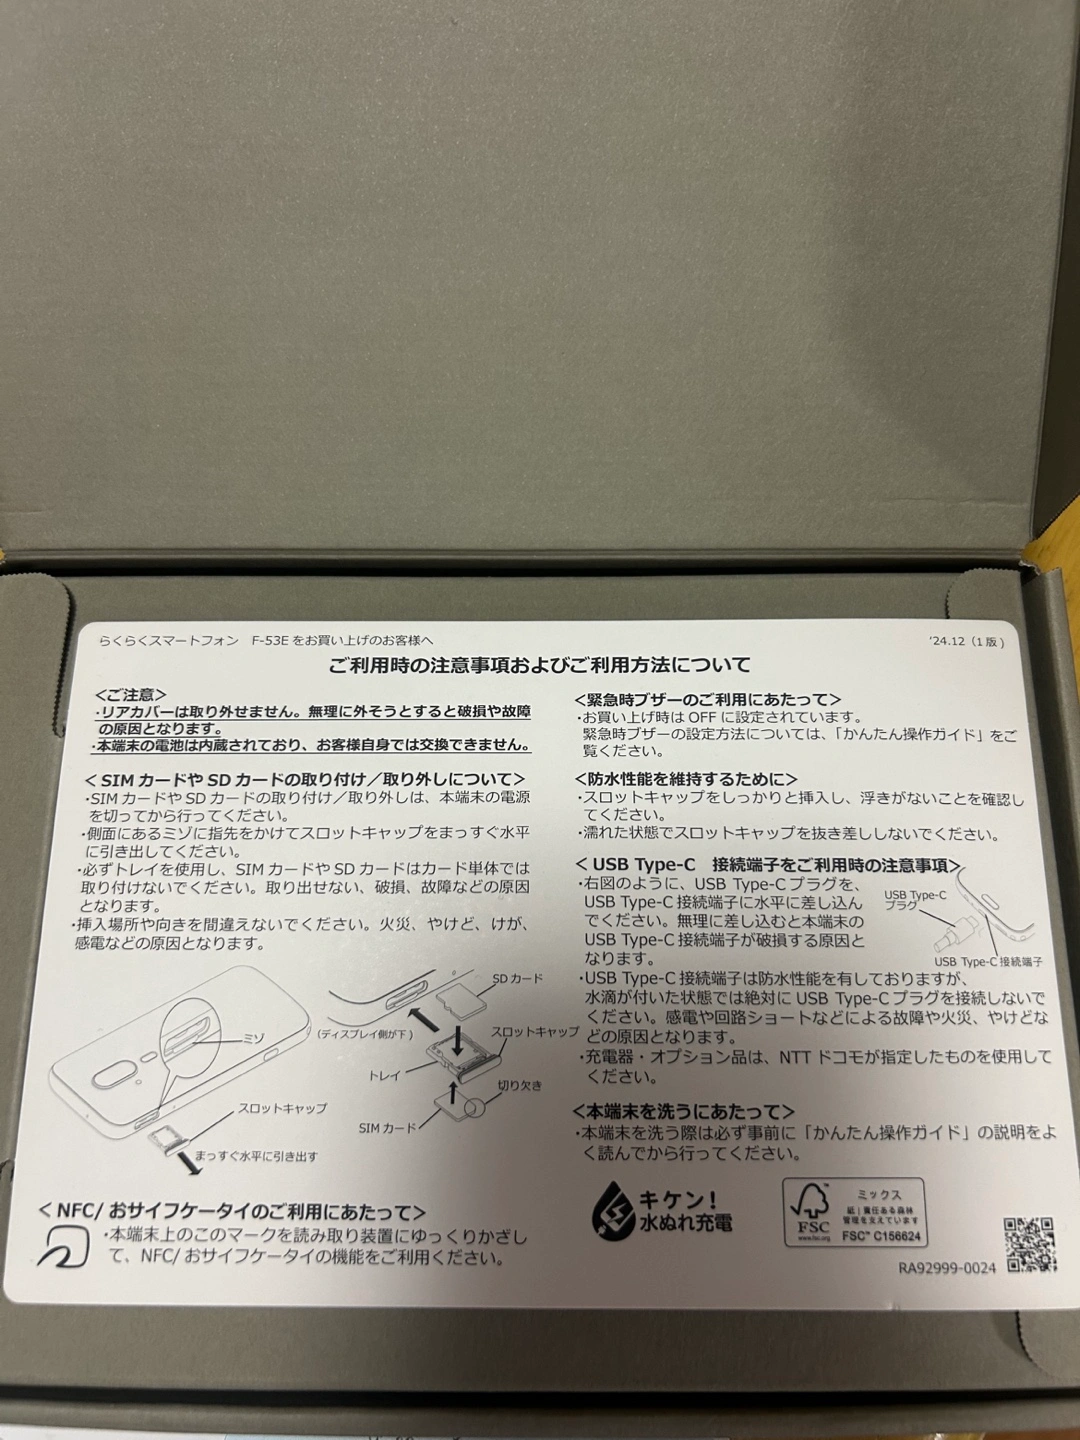 らくらくスマートフォン F-53E をお買い上げのお客様へ
'24.12（1 版）
ご利用時の注意事項およびご利用方法について
＜ご注意＞
・リアカバーは取り外せません。無理に外そうとすると破損や故障
の原因となります。
・本端末の電池は内蔵されており、お客様自身では交換できません。
＜SIM カードや SD カードの取り付け／取り外しについて＞
・SIM カードや SD カードの取り付け／取り外しは、本端末の電源
を切ってから行ってください。
・側面にあるミゾに指先をかけてスロットキャップをまっすぐ水平
に引き出してください。
・必ずトレイを使用し、SIM カードや SD カードはカード単体では
取り付けないでください。取り出せない、破損、故障などの原因
となります。
・挿入場所や向きを間違えないでください。火災、やけど、けが、
感電などの原因となります。
ミゾ
スロットキャップ
まっすぐ水平に引き出す
（ディスプレイ側が下）
SD カード
スロットキャップ
トレイ
切り欠き
SIM カード
＜NFC/ おサイフケータイのご利用にあたって＞
・本端末上のこのマークを読み取り装置にゆっくりかざし
て、NFC/ おサイフケータイの機能をご利用ください。
＜緊急時ブザーのご利用にあたって＞
・お買い上げ時は OFF に設定されています。
緊急時ブザーの設定方法については、「かんたん操作ガイド」をご
覧ください。
＜防水性能を維持するために＞
・スロットキャップをしっかりと挿入し、浮きがないことを確認し
てください。
・濡れた状態でスロットキャップを抜き差ししないでください。
＜USB Type-C 接続端子をご利用時の注意事項＞
・右図のように、USB Type-C プラグを、
USB Type-C 接続端子に水平に差し込ん
でください。無理に差し込むと本端末の
USB Type-C 接続端子が破損する原因と
なります。
USB Type-C
プラグ
USB Type-C 接続端子
・USB Type-C 接続端子は防水性能を有しておりますが、
水滴が付いた状態では絶対に USB Type-C プラグを接続しないで
ください。感電や回路ショートなどによる故障や火災、やけどな
どの原因となります。
・充電器・オプション品は、NTT ドコモが指定したものを使用して
ください。
＜本端末を洗うにあたって＞
・本端末を洗う際は必ず事前に「かんたん操作ガイド」の説明をよ
く読んでから行ってください。
キケン！
水ぬれ充電
FSC
www.fsc.org
ミックス
紙｜責任ある森林
管理を支えています
FSC™ C156624
RA92999-0024